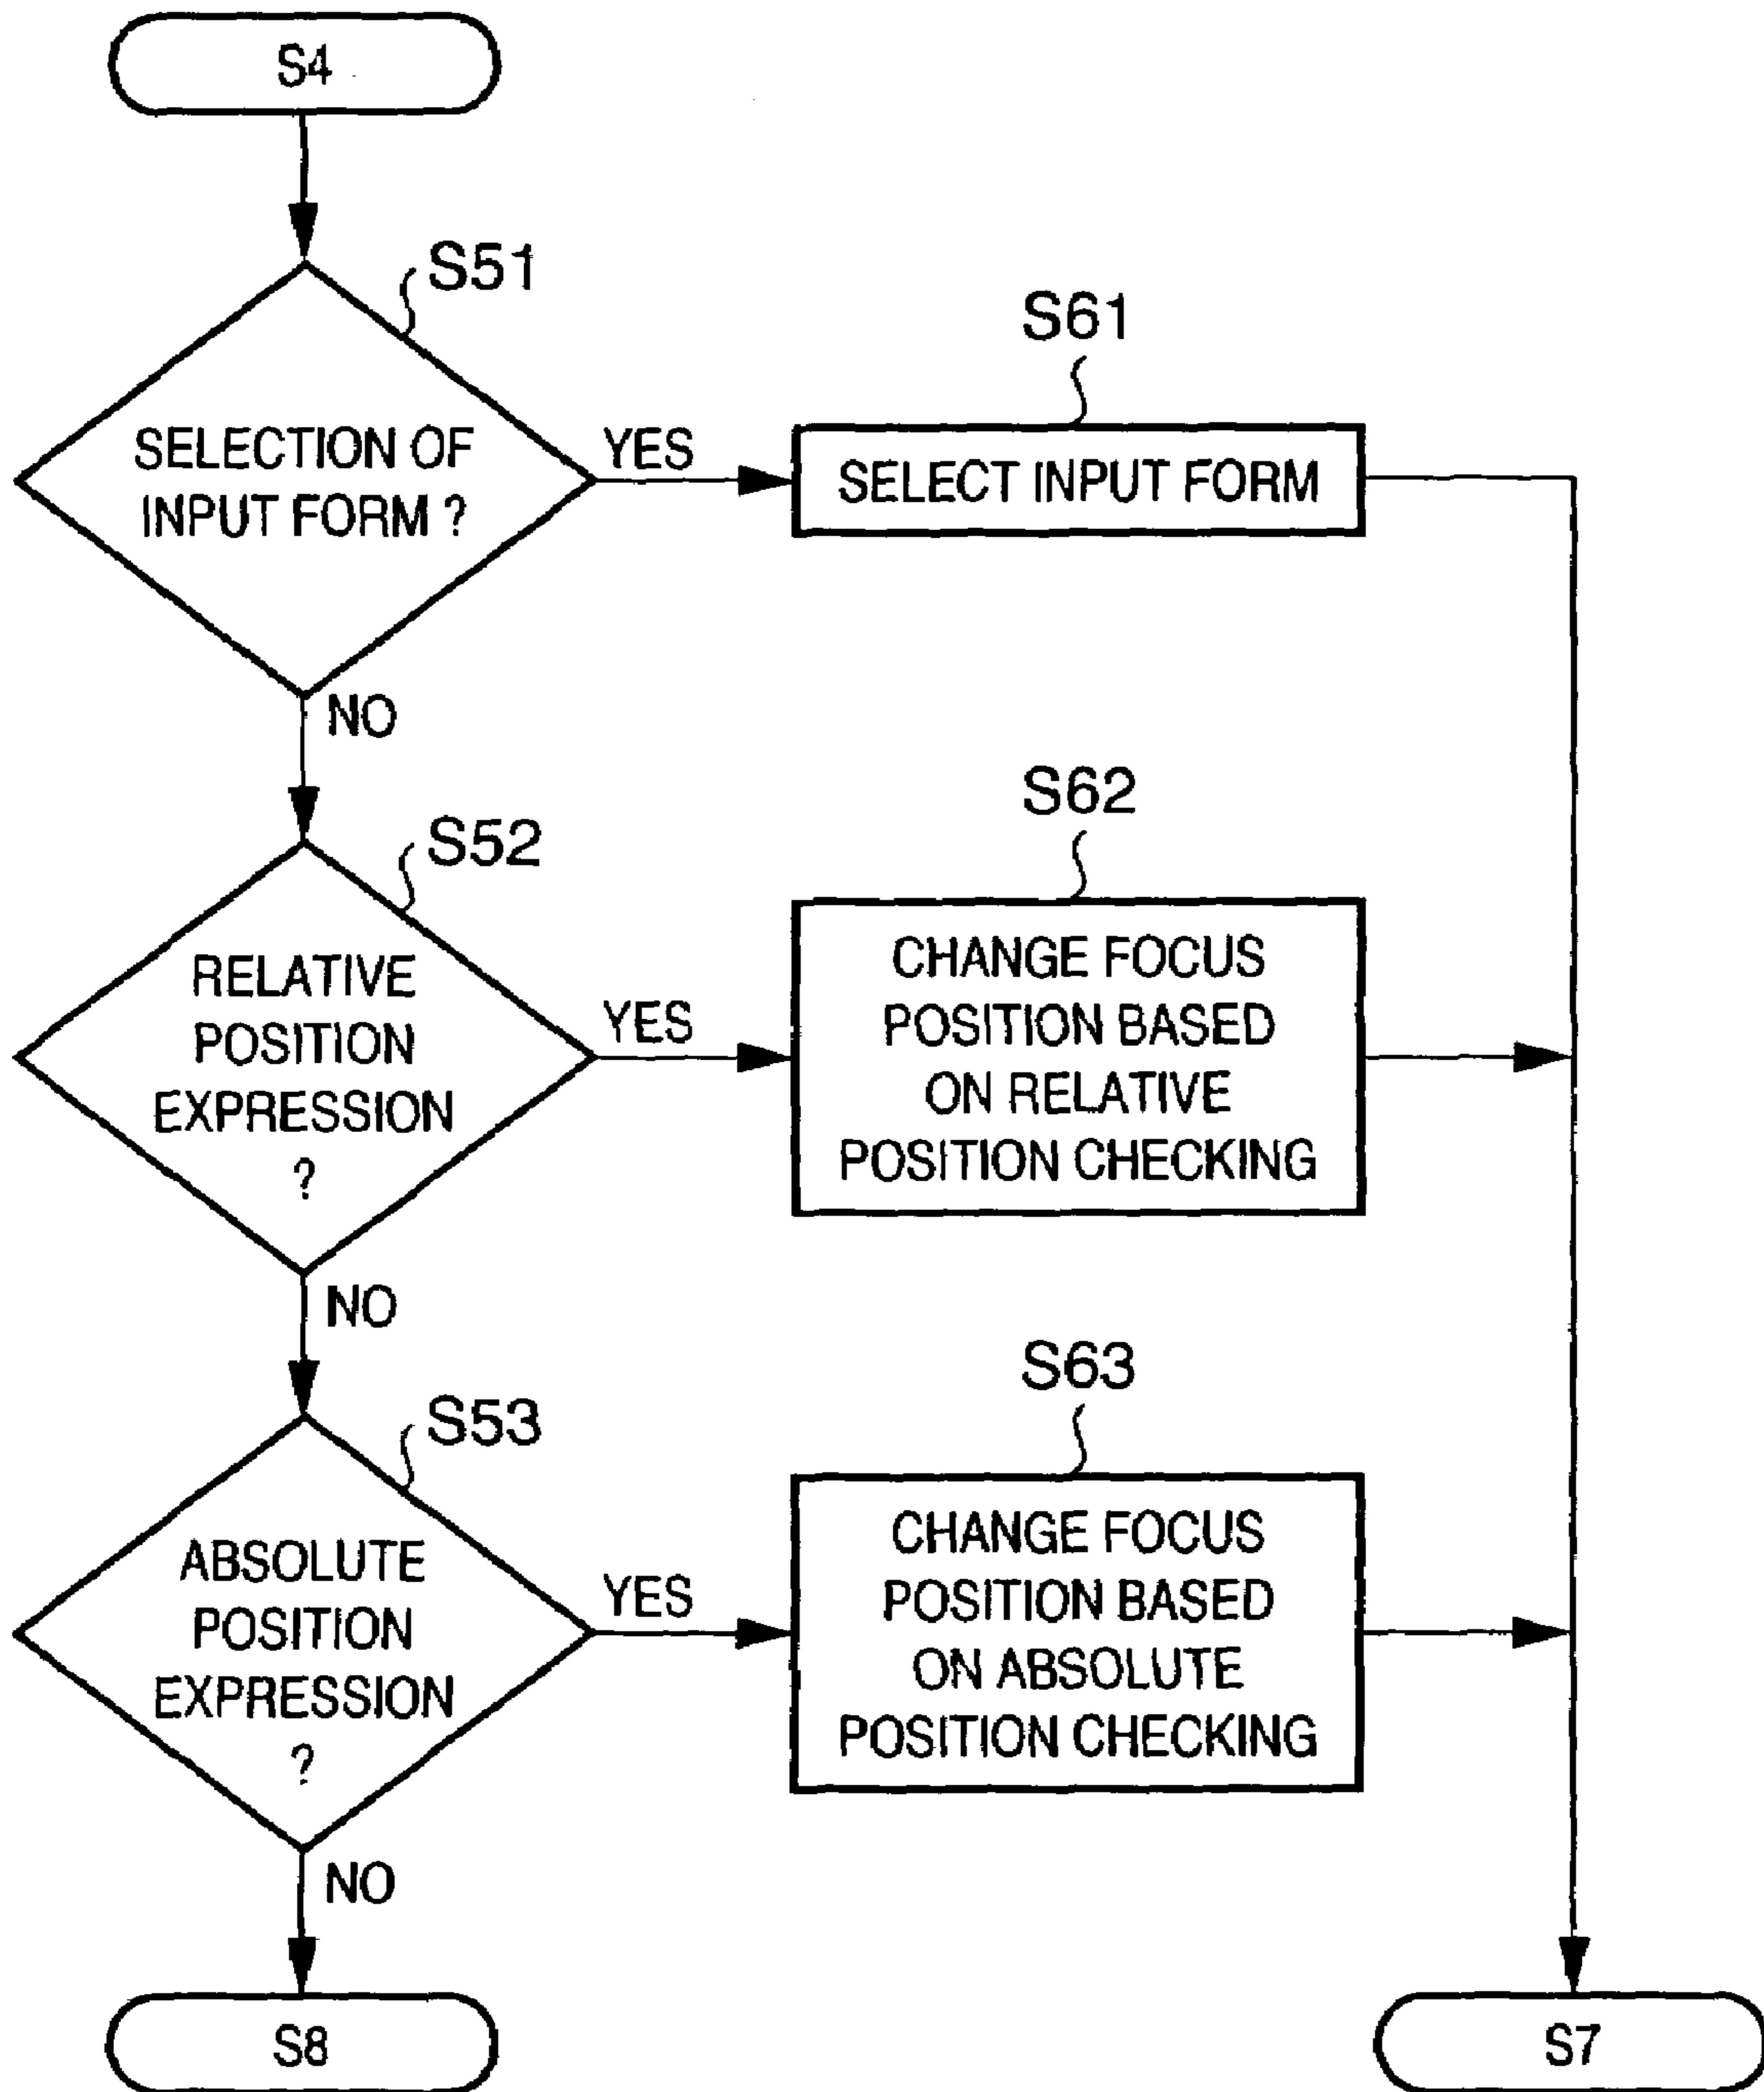 S4
S51
SELECTION OF
INPUT FORM ?
YES
S61
SELECT INPUT FORM
NO
S52
RELATIVE
POSITION
EXPRESSION
?
YES
S62
CHANGE FOCUS
POSITION BASED
ON RELATIVE
POSITION CHECKING
NO
S53
ABSOLUTE
POSITION
EXPRESSION
?
YES
S63
CHANGE FOCUS
POSITION BASED
ON ABSOLUTE
POSITION CHECKING
NO
S8
S7